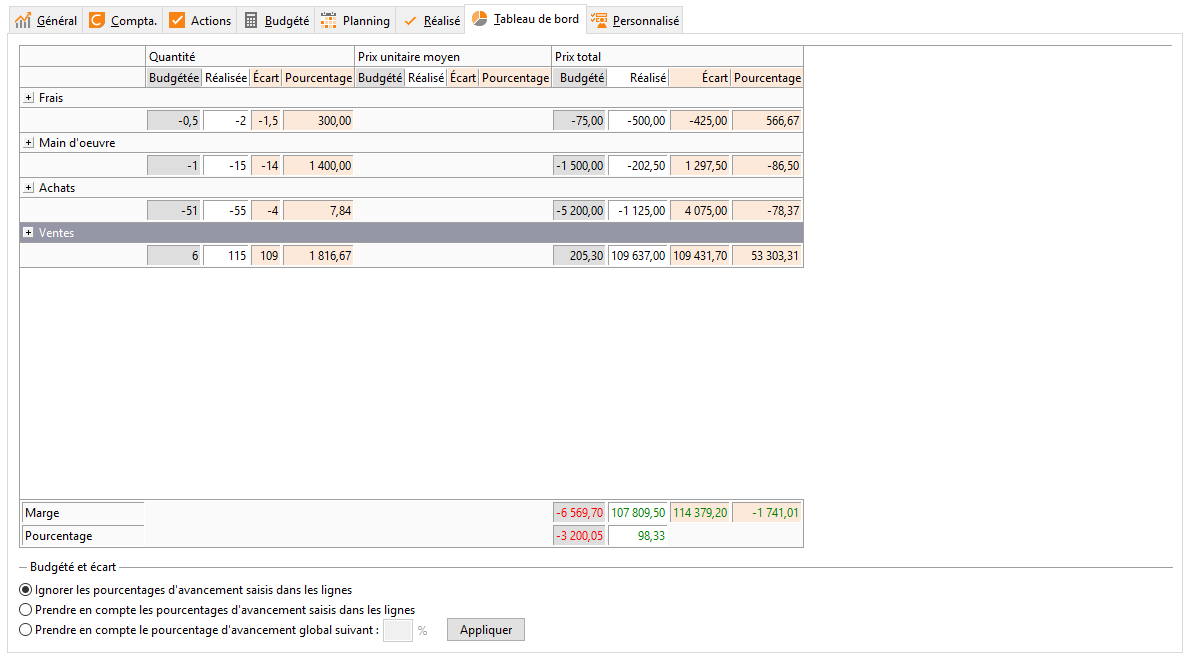 Général Compta. Actions Budgété Planning Réalisé Tableau de bord Personnalisé
Quantité Prix unitaire moyen Prix total
Budgétée Réalisée Écart Pourcentage Budgété Réalisé Écart Pourcentage Budgété Réalisé Écart Pourcentage
Frais
-0,5 -2 -1,5 300,00 -75,00 -500,00 -425,00 566,67
Main d'oeuvre
-1 -15 -14 1 400,00 -1 500,00 -202,50 1 297,50 -86,50
Achats
-51 -55 -4 7,84 -5 200,00 -1 125,00 4 075,00 -78,37
Ventes
6 115 109 1 816,67 205,30 109 637,00 109 431,70 53 303,31
Marge -6 569,70 107 809,50 114 379,20 -1 741,01
Pourcentage -3 200,05 98,33
Budgété et écart
Ignorer les pourcentages d'avancement saisis dans les lignes
Prendre en compte les pourcentages d'avancement saisis dans les lignes
Prendre en compte le pourcentage d'avancement global suivant : % Appliquer